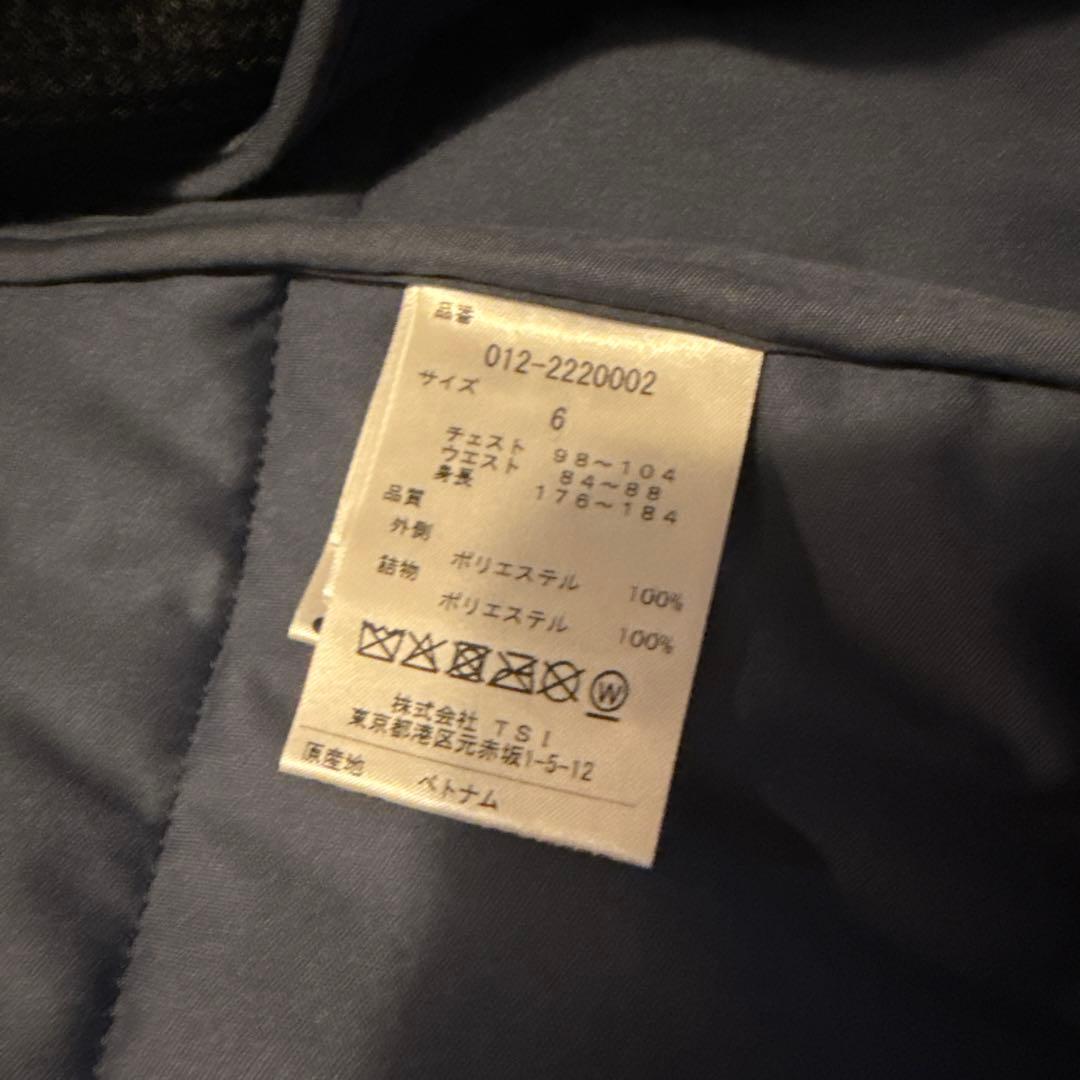 品番
012-2220002
サイズ
6
チェスト 98～104
ウエスト 84～88
身長 176～184
品質
外側
ポリエステル 100%
詰物
ポリエステル 100%
W
株式会社 TSI
東京都港区元赤坂1-5-12
原産地 ベトナム